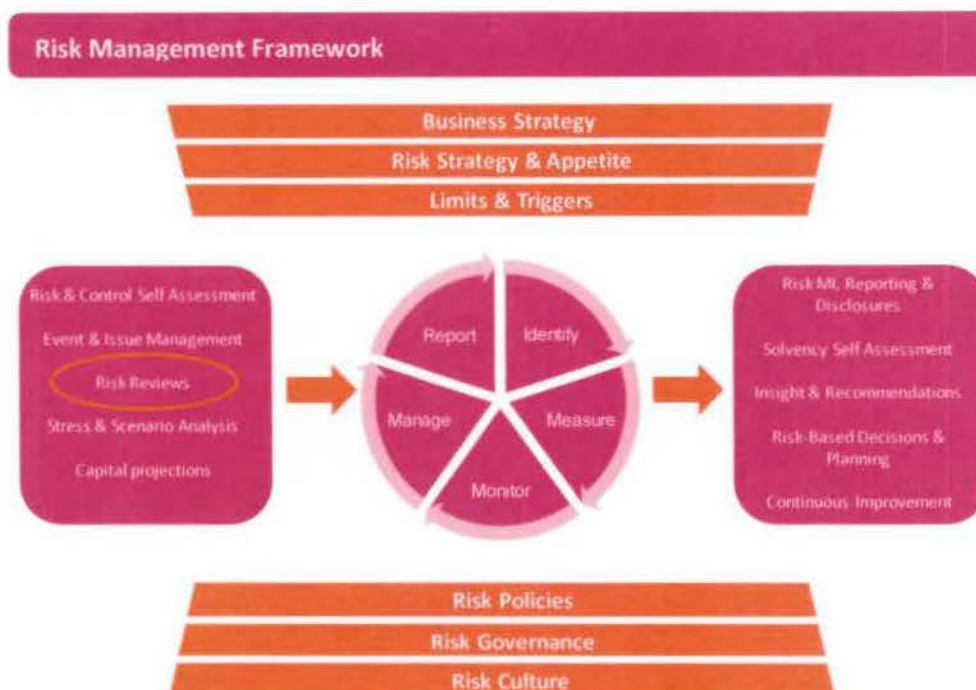 Risk Management Framework
Business Strategy
Risk Strategy & Appetite
Limits & Triggers
Risk & Control Self Assessment
Event & Issue Management
Risk Reviews
Stress & Scenario Analysis
Capital projections
Report
Identify
Manage
Measure
Monitor
Risk MI, Reporting &
Disclosures
Solvency Self Assessment
Insight & Recommendations
Risk-Based Decisions &
Planning
Continuous Improvement
Risk Policies
Risk Governance
Risk Culture